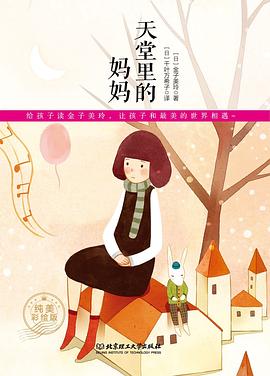 天堂里的
妈妈
[日] 金子美玲 著
[日] 千叶万希子 译
给孩子读金子美玲，让孩子和最美的世界相遇~
纯美
彩绘版
北京理工大学出版社
BEIJING INSTITUTE OF TECHNOLOGY PRESS